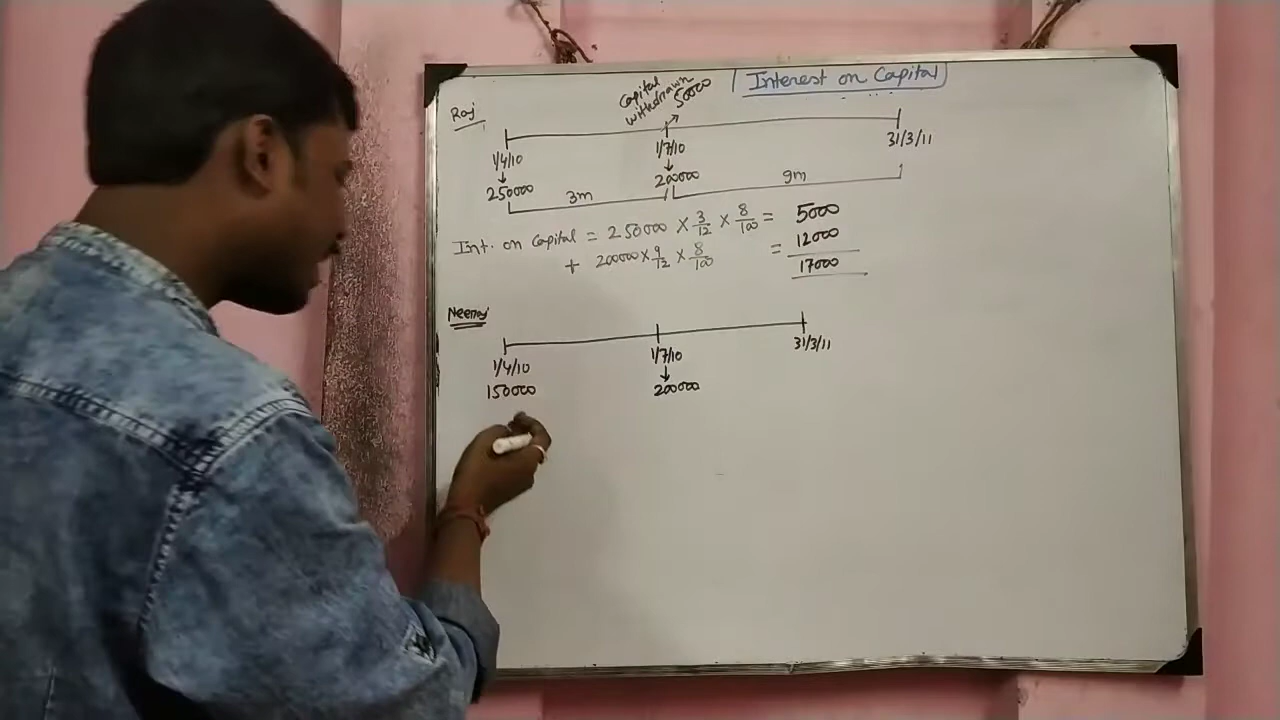 Interest on Capital
Raj
Capital
withdrawn
50000
1/4/10
1/7/10
31/3/11
250000
200000
3m
9m
Int. on Capital = 250000 × 3/12 × 8/100 = 5000
+ 200000 × 9/12 × 8/100 = 12000
17000
Neeraj
1/4/10
1/7/10
31/3/11
150000
200000